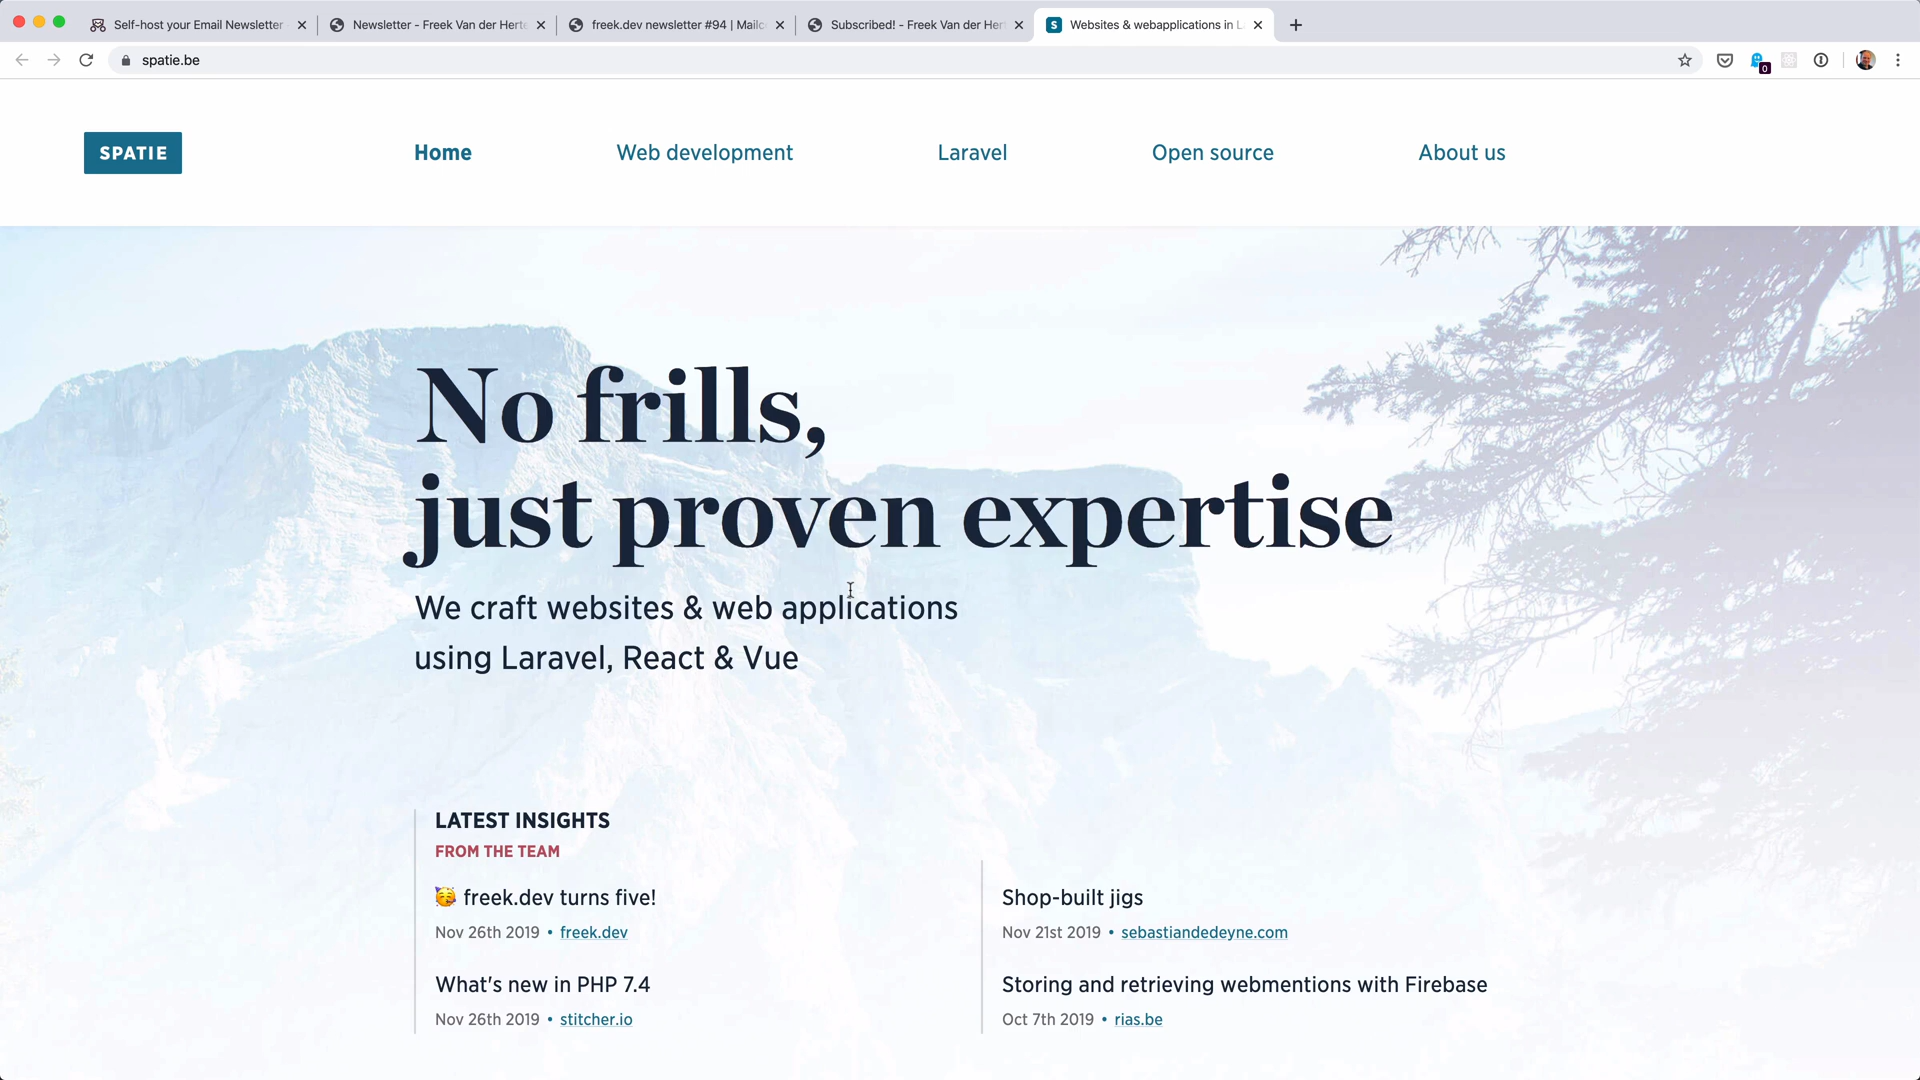 Self-host your Email Newsletter
Newsletter - Freek Van der Herte
freek.dev newsletter #94 | Mailc
Subscribed! - Freek Van der Her
Websites & webapplications in L
spatie.be
0
SPATIE
Home
Web development
Laravel
Open source
About us
No frills,
just proven expertise
We craft websites & web applications
using Laravel, React & Vue
LATEST INSIGHTS
FROM THE TEAM
🥳 freek.dev turns five!
Nov 26th 2019 • freek.dev
What's new in PHP 7.4
Nov 26th 2019 • stitcher.io
Shop-built jigs
Nov 21st 2019 • sebastiandedeyne.com
Storing and retrieving webmentions with Firebase
Oct 7th 2019 • rias.be